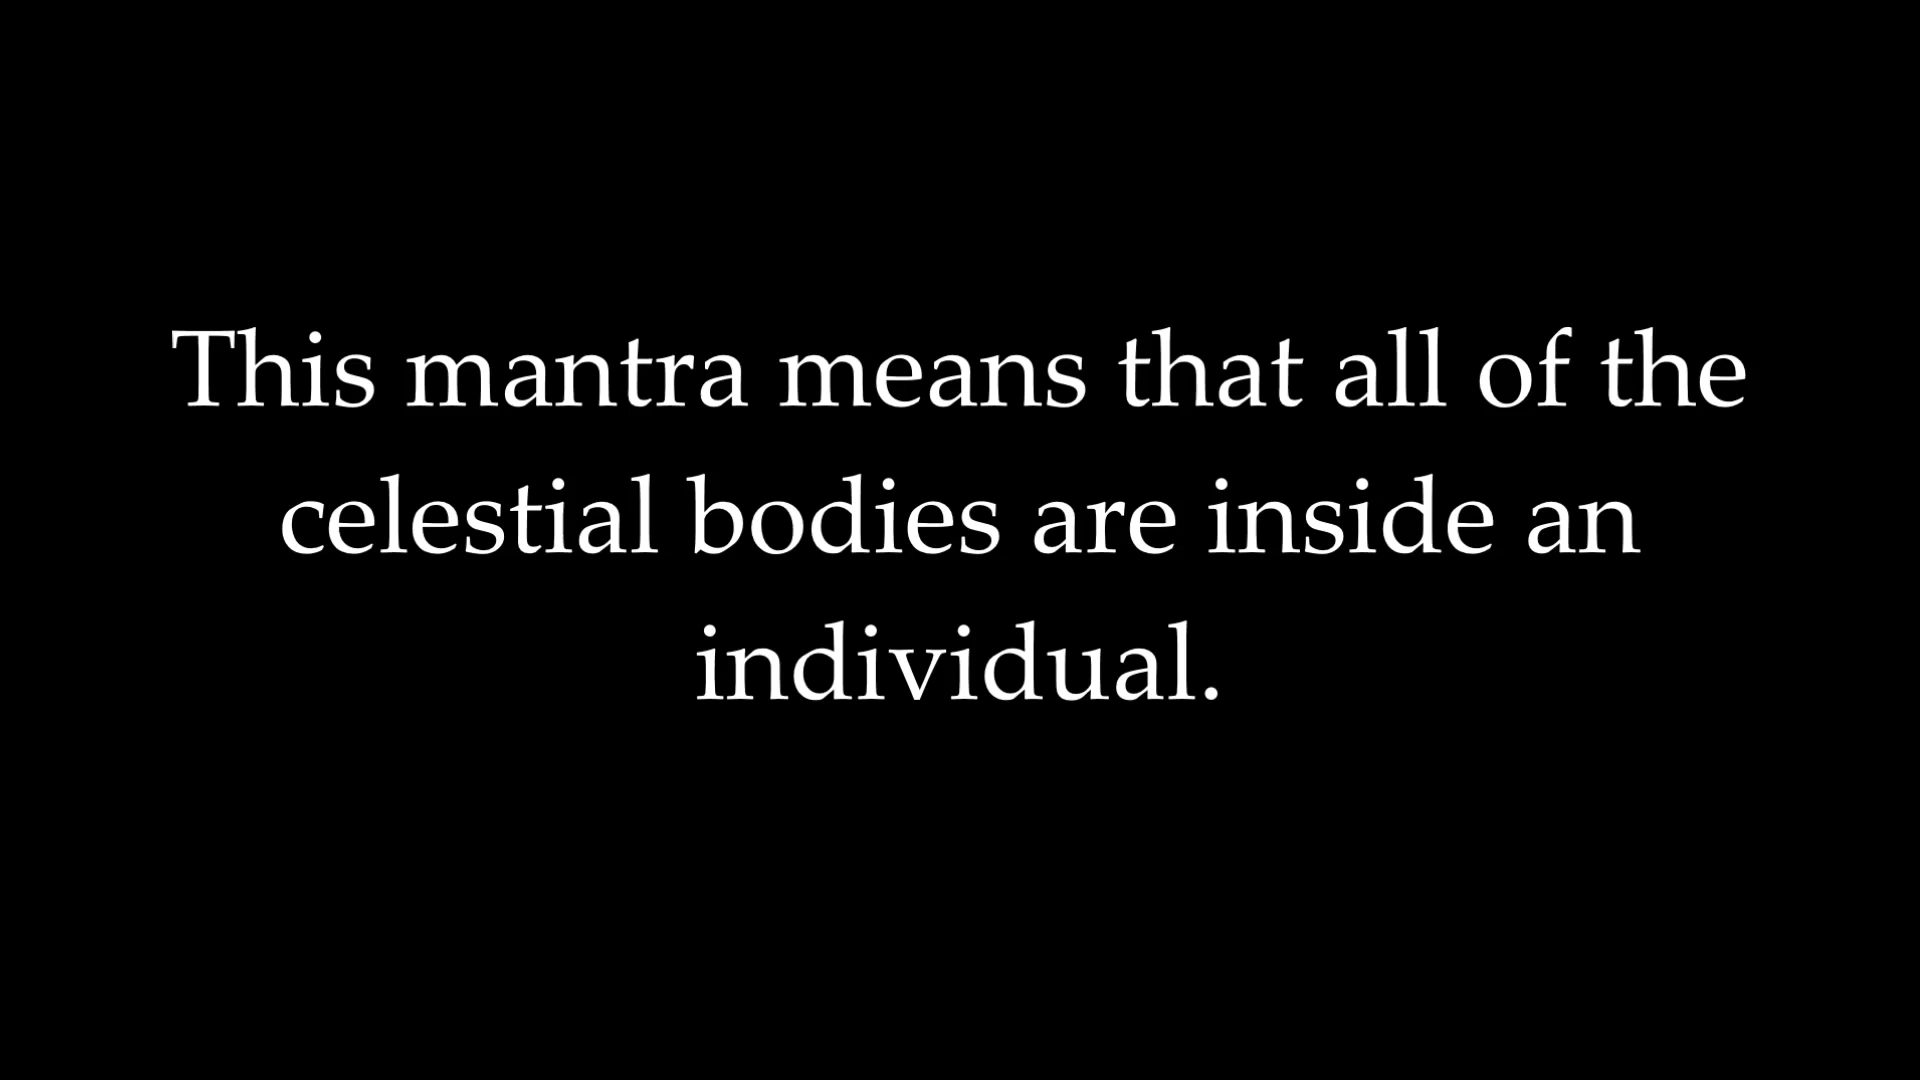 This mantra means that all of the
celestial bodies are inside an
individual.